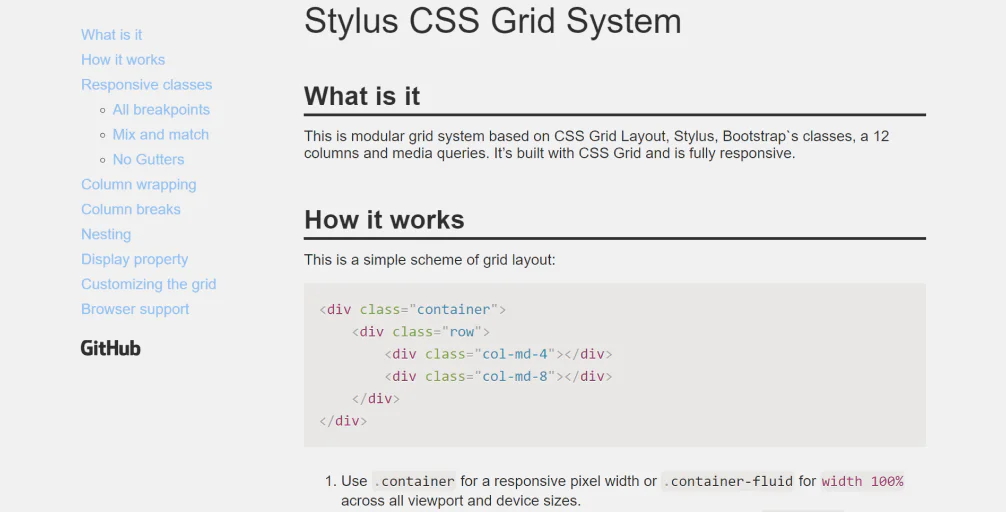 What is it
How it works
Responsive classes
All breakpoints
Mix and match
No Gutters
Column wrapping
Column breaks
Nesting
Display property
Customizing the grid
Browser support
GitHub
Stylus CSS Grid System
What is it
This is modular grid system based on CSS Grid Layout, Stylus, Bootstrap`s classes, a 12
columns and media queries. It’s built with CSS Grid and is fully responsive.
How it works
This is a simple scheme of grid layout:
<div class="container">
    <div class="row">
        <div class="col-md-4"></div>
        <div class="col-md-8"></div>
    </div>
</div>
1. Use .container for a responsive pixel width or .container-fluid for width 100%
across all viewport and device sizes.